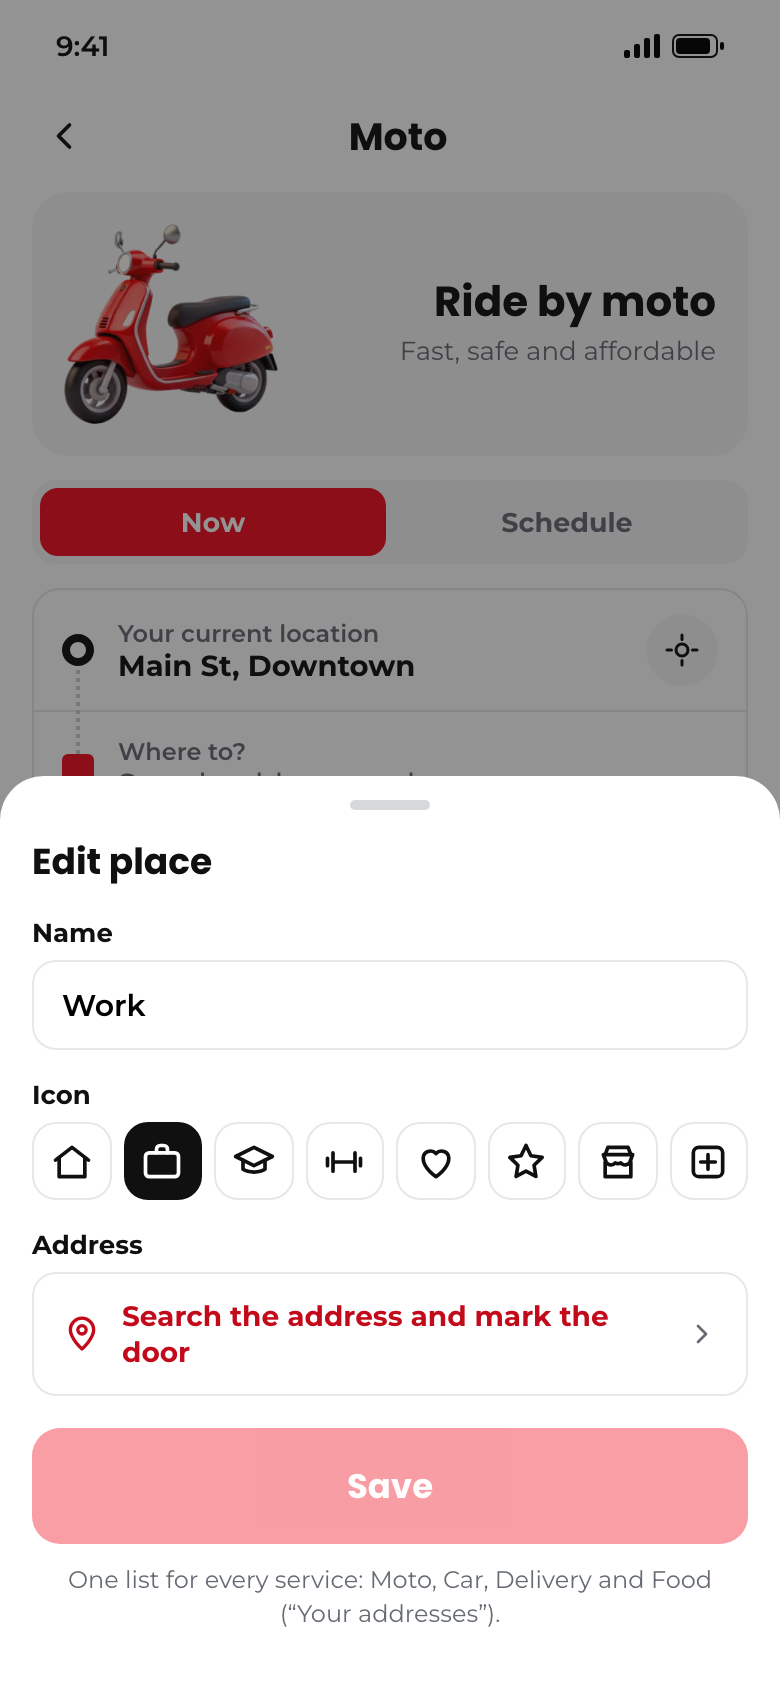 9:41
Moto
Ride by moto
Fast, safe and affordable
Now
Schedule
Your current location
Main St, Downtown
Where to?
Edit place
Name
Work
Icon
Address
Search the address and mark the
door
Save
One list for every service: Moto, Car, Delivery and Food
(“Your addresses”).